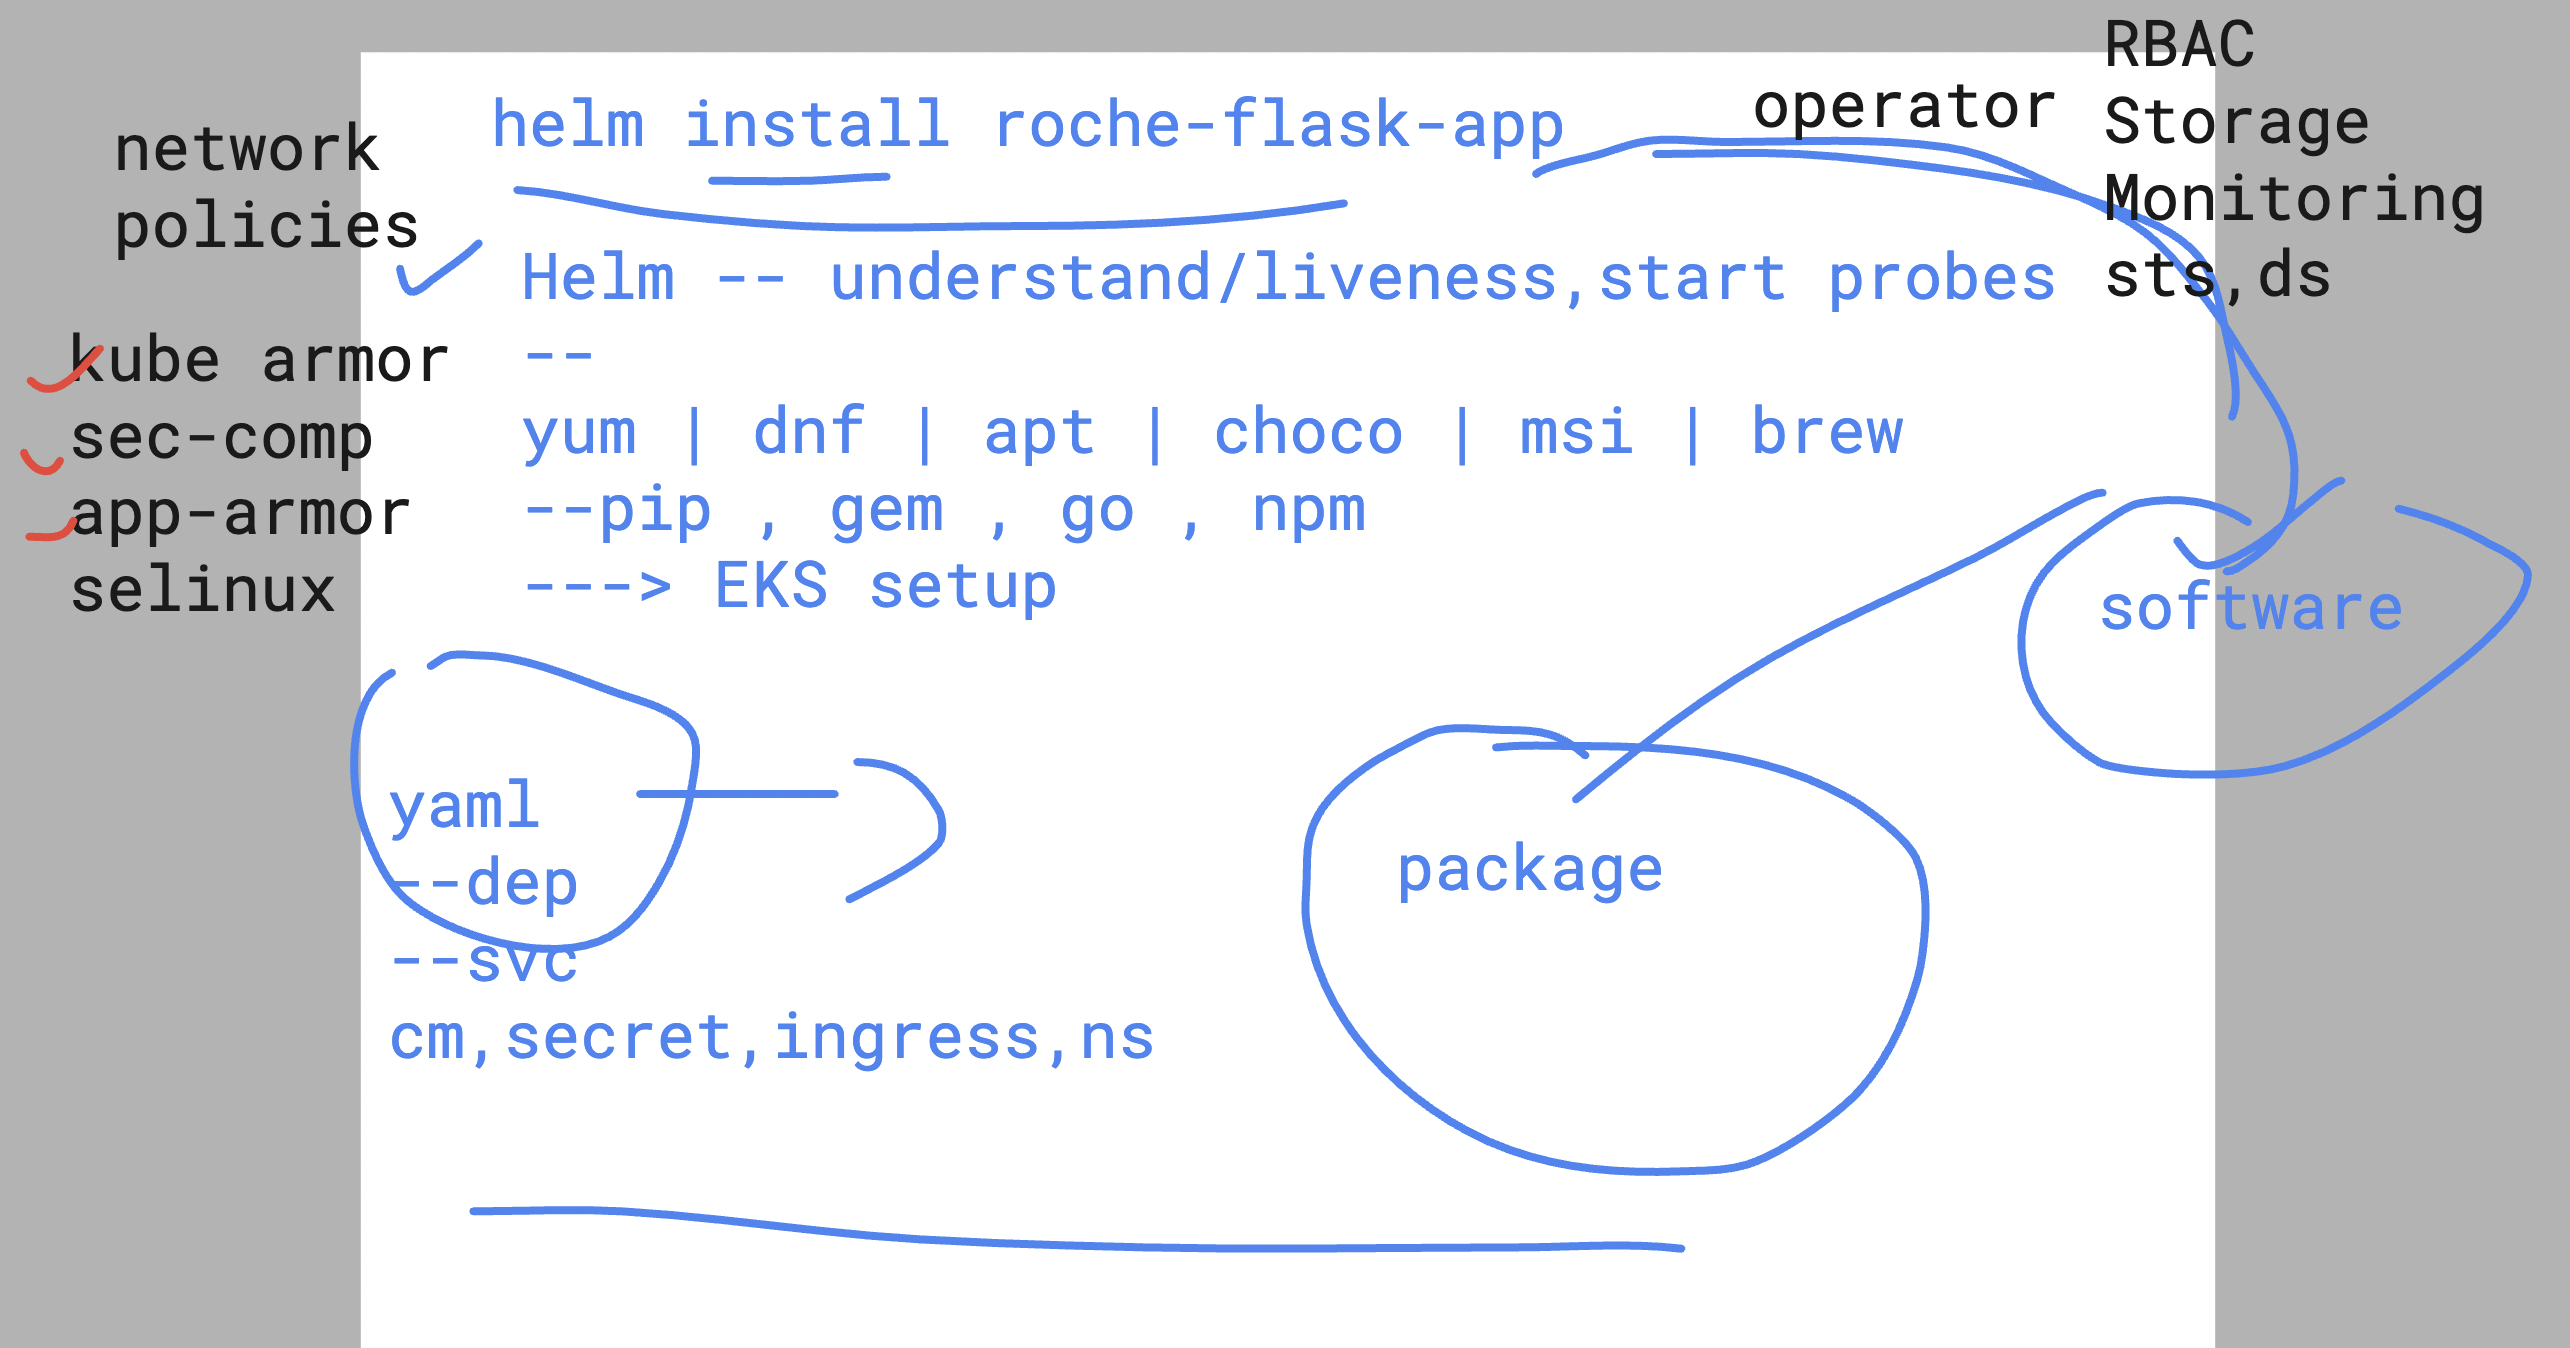 RBAC
Storage
Monitoring
sts,ds
operator
helm install roche-flask-app
network
policies
Helm -- understand/liveness,start probes
--
yum | dnf | apt | choco | msi | brew
--pip , gem , go , npm
---> EKS setup
kube armor
sec-comp
app-armor
selinux
software
yaml
--dep
--svc
cm,secret,ingress,ns
package